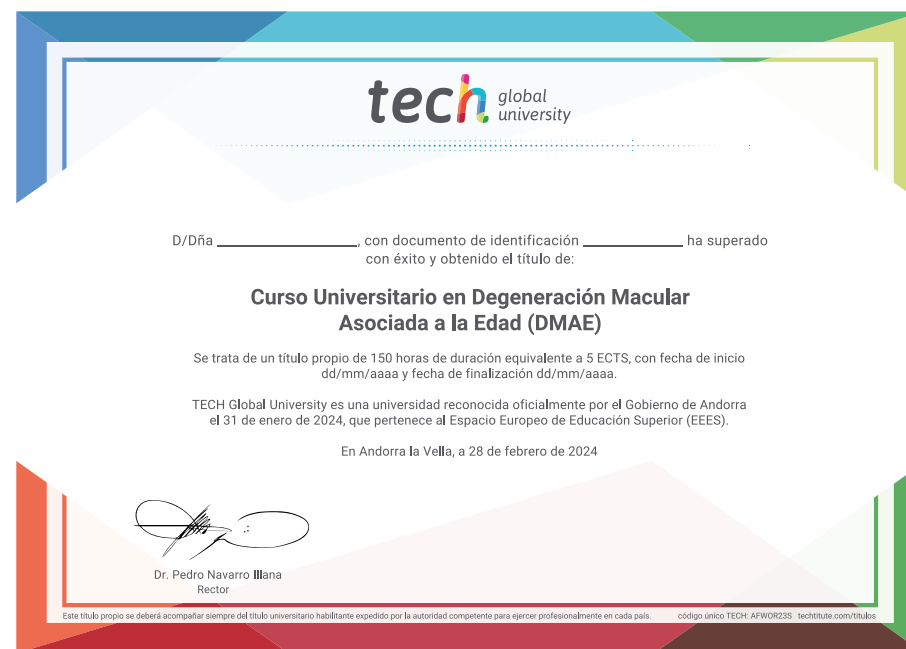 tech global
university
D/Dña ____________, con documento de identificación ____________ ha superado
con éxito y obtenido el título de:
Curso Universitario en Degeneración Macular
Asociada a la Edad (DMAE)
Se trata de un título propio de 150 horas de duración equivalente a 5 ECTS, con fecha de inicio
dd/mm/aaaa y fecha de finalización dd/mm/aaaa.
TECH Global University es una universidad reconocida oficialmente por el Gobierno de Andorra
el 31 de enero de 2024, que pertenece al Espacio Europeo de Educación Superior (EEES).
En Andorra la Vella, a 28 de febrero de 2024
Dr. Pedro Navarro Illana
Rector
Este título propio se deberá acompañar siempre del título universitario habilitante expedido por la autoridad competente para ejercer profesionalmente en cada país. código único TECH: AFWOR23S techtitute.com/titulos